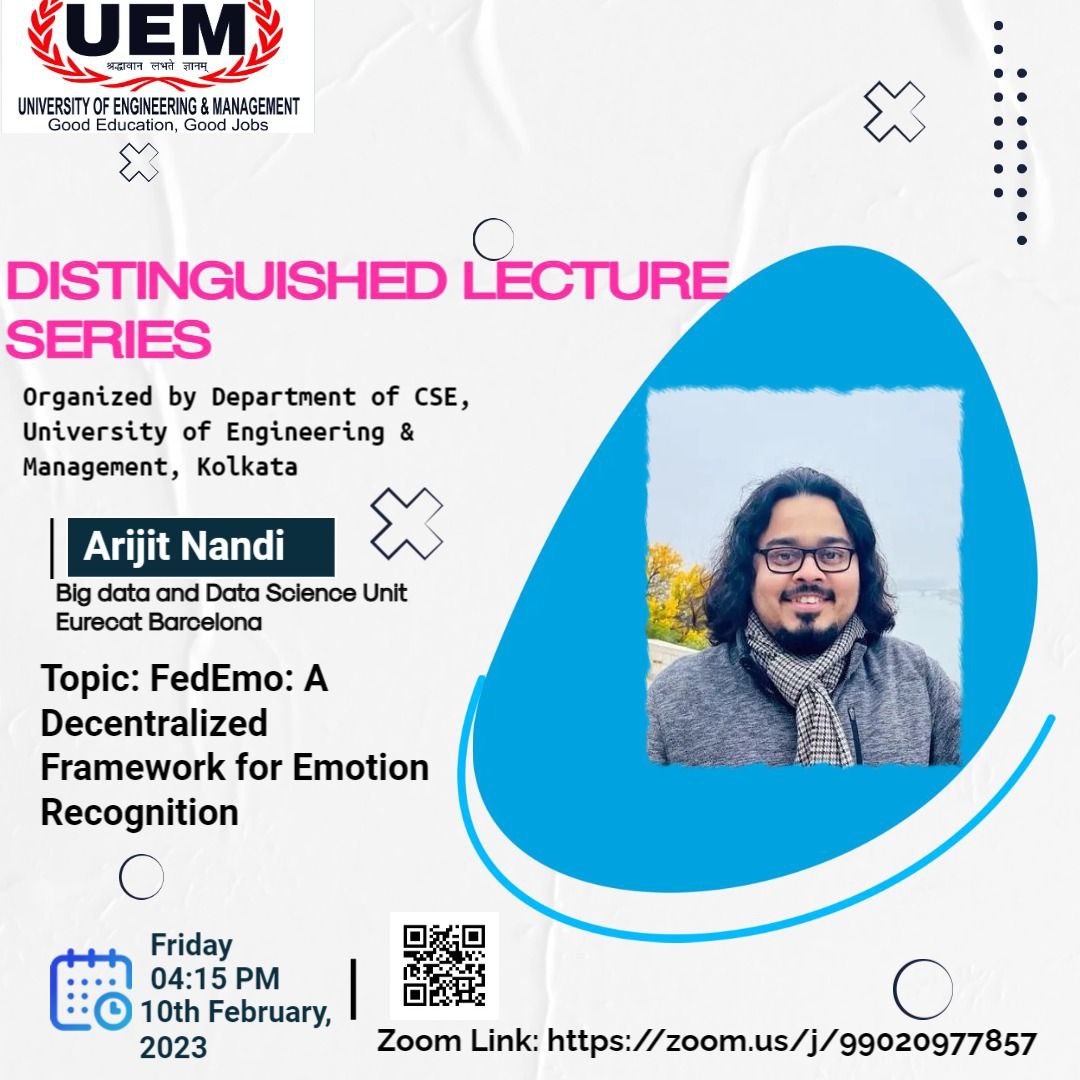 UEM
श्रद्धावान लभते ज्ञानम्
UNIVERSITY OF ENGINEERING & MANAGEMENT
Good Education, Good Jobs
DISTINGUISHED LECTURE
SERIES
Organized by Department of CSE,
University of Engineering &
Management, Kolkata
Arijit Nandi
Big data and Data Science Unit
Eurecat Barcelona
Topic: FedEmo: A
Decentralized
Framework for Emotion
Recognition
Friday
04:15 PM
10th February,
2023
Zoom Link: https://zoom.us/j/99020977857